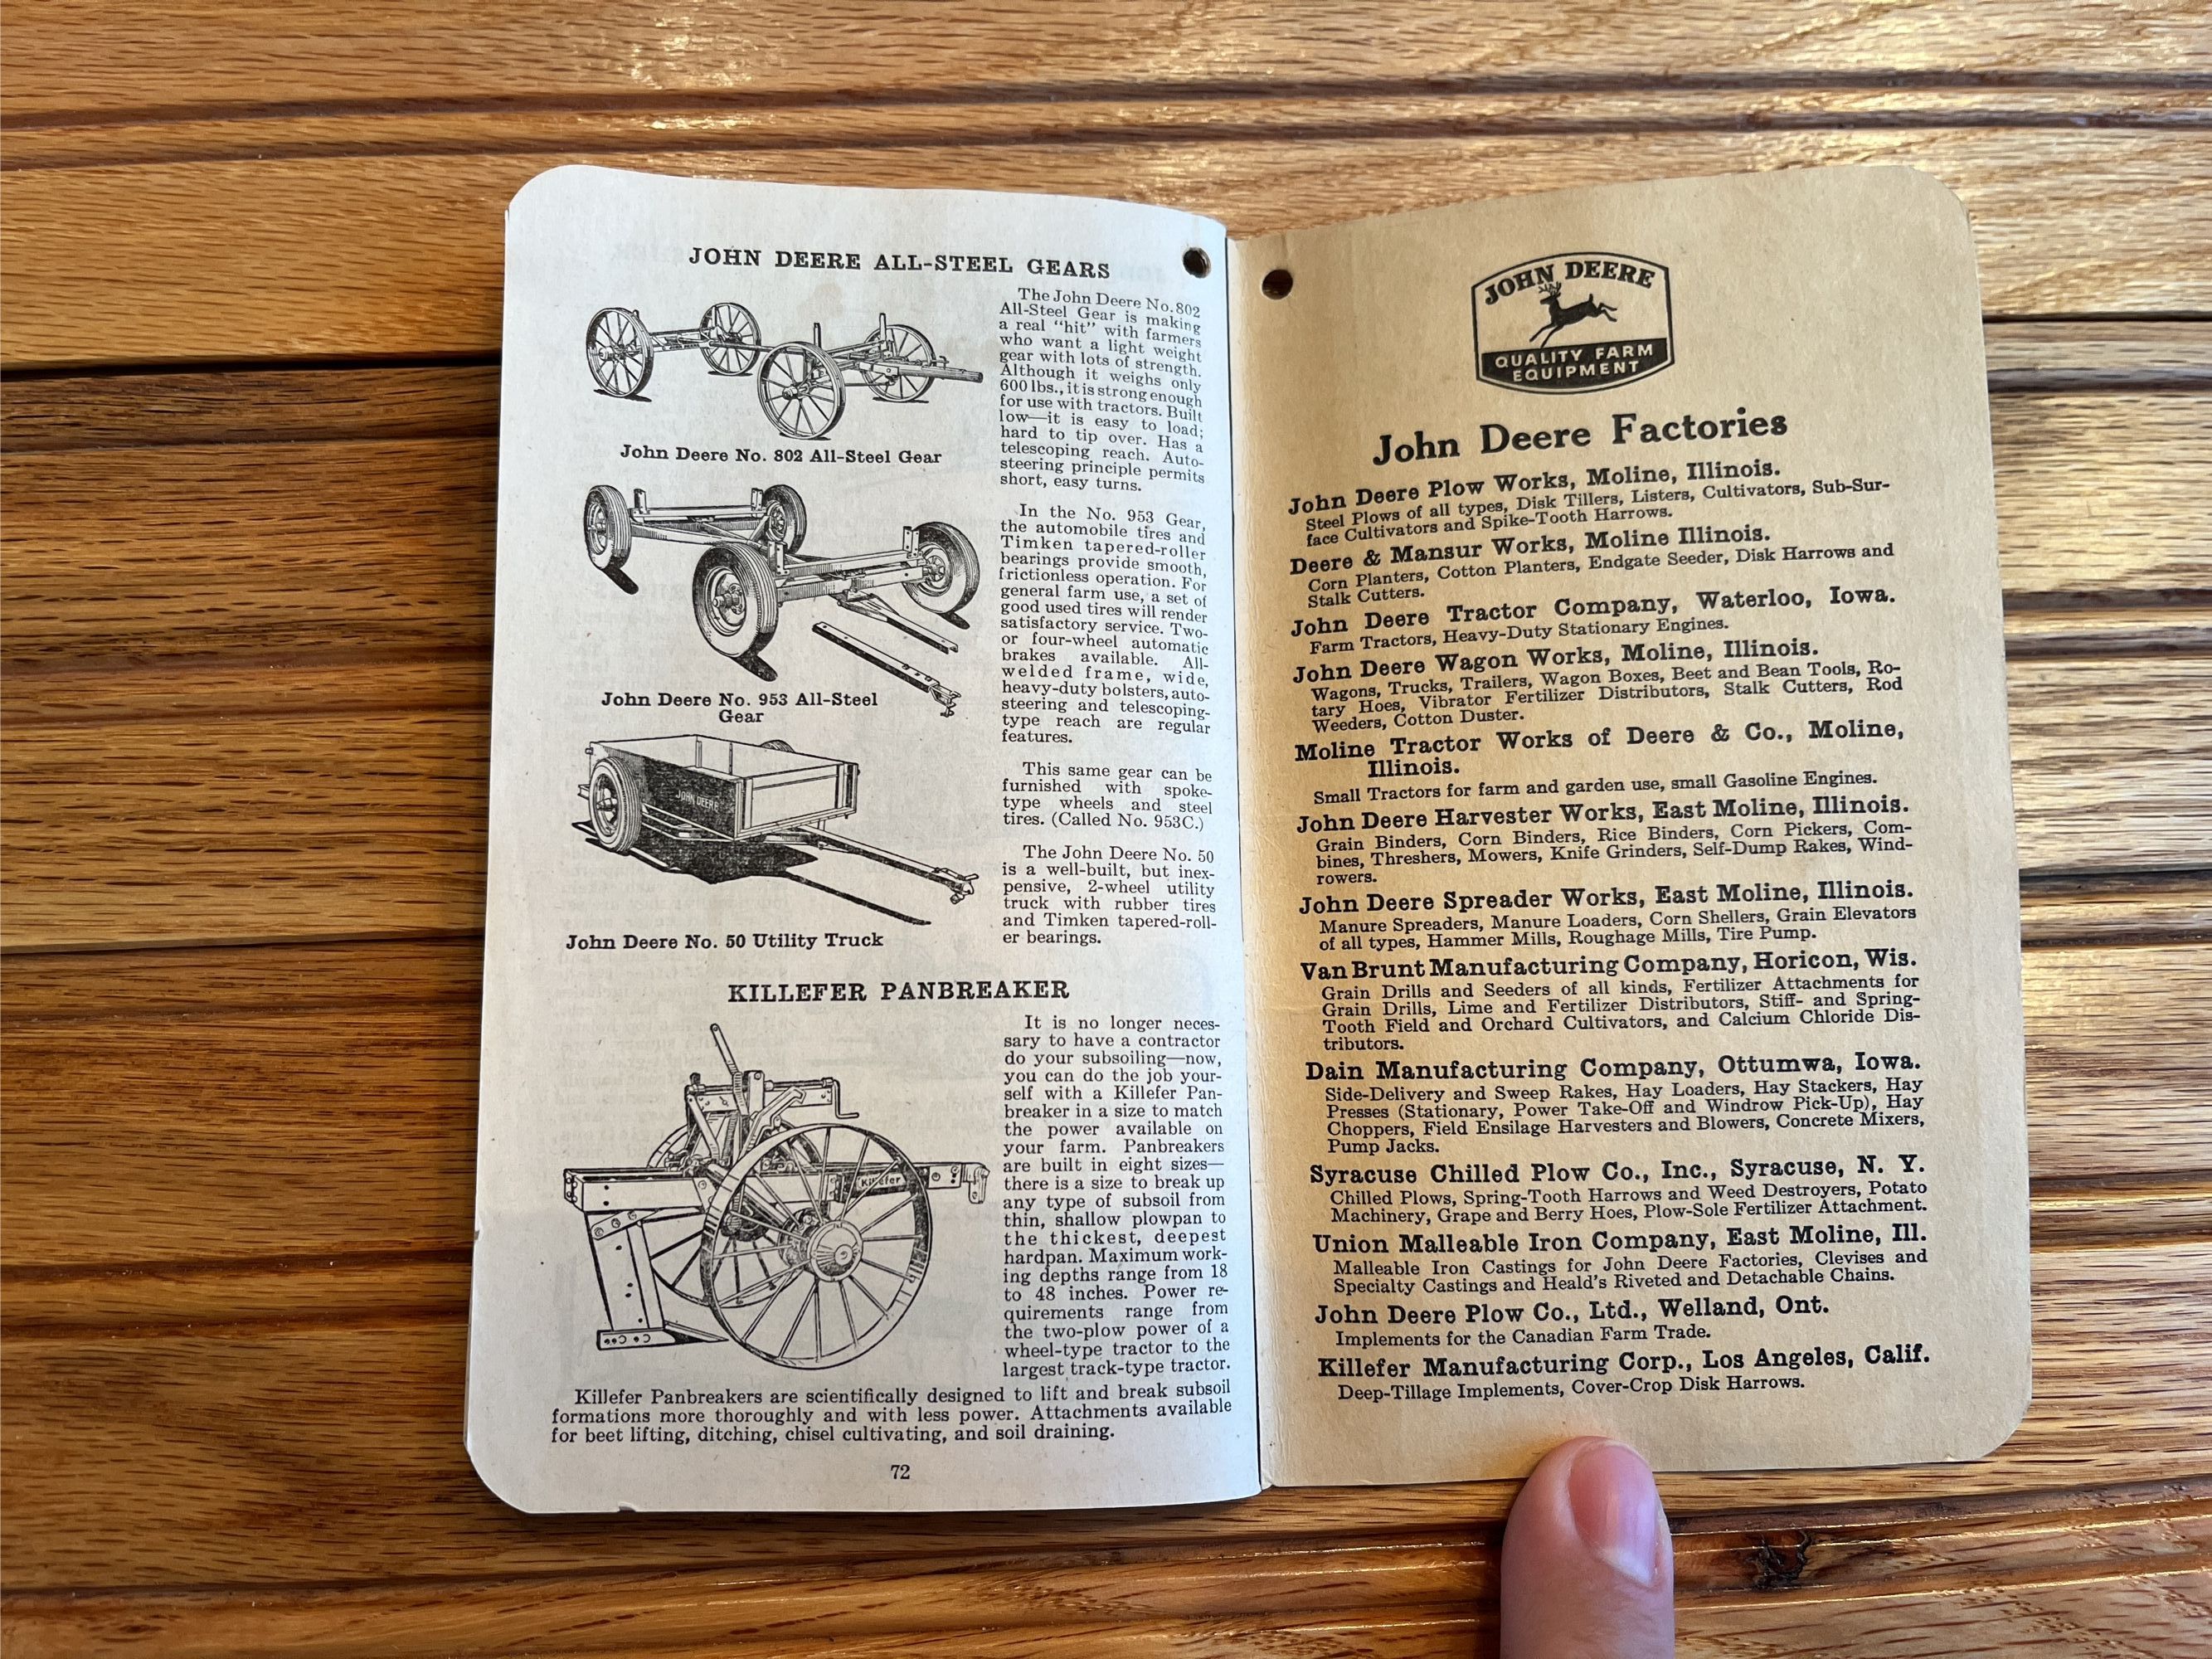 JOHN DEERE ALL-STEEL GEARS
John Deere No. 802 All-Steel Gear
The John Deere No. 802
All-Steel Gear is making
a real "hit" with farmers
who want a light weight
gear with lots of strength.
Although it weighs only
600 lbs., it is strong enough
for use with tractors. Built
low—it is easy to load;
hard to tip over. Has a
telescoping reach. Auto-
steering principle permits
short, easy turns.
John Deere No. 953 All-Steel
Gear
In the No. 953 Gear,
the automobile tires and
Timken tapered-roller
bearings provide smooth,
frictionless operation. For
general farm use, a set of
good used tires will render
satisfactory service. Two-
or four-wheel automatic
brakes available. All-
welded frame, wide,
heavy-duty bolsters, auto-
steering and telescoping-
type reach are regular
features.
This same gear can be
furnished with spoke-
type wheels and steel
tires. (Called No. 953C.)
JOHN DEERE
John Deere No. 50 Utility Truck
The John Deere No. 50
is a well-built, but inex-
pensive, 2-wheel utility
truck with rubber tires
and Timken tapered-roll-
er bearings.
KILLEFER PANBREAKER
Killefer
It is no longer neces-
sary to have a contractor
do your subsoiling—now,
you can do the job your-
self with a Killefer Pan-
breaker in a size to match
the power available on
your farm. Panbreakers
are built in eight sizes—
there is a size to break up
any type of subsoil from
thin, shallow plowpan to
the thickest, deepest
hardpan. Maximum work-
ing depths range from 18
to 48 inches. Power re-
quirements range from
the two-plow power of a
wheel-type tractor to the
largest track-type tractor.
Killefer Panbreakers are scientifically designed to lift and break subsoil
formations more thoroughly and with less power. Attachments available
for beet lifting, ditching, chisel cultivating, and soil draining.
72
JOHN DEERE
QUALITY FARM
EQUIPMENT
John Deere Factories
John Deere Plow Works, Moline, Illinois.
Steel Plows of all types, Disk Tillers, Listers, Cultivators, Sub-Sur-
face Cultivators and Spike-Tooth Harrows.
Deere & Mansur Works, Moline Illinois.
Corn Planters, Cotton Planters, Endgate Seeder, Disk Harrows and
Stalk Cutters.
John Deere Tractor Company, Waterloo, Iowa.
Farm Tractors, Heavy-Duty Stationary Engines.
John Deere Wagon Works, Moline, Illinois.
Wagons, Trucks, Trailers, Wagon Boxes, Beet and Bean Tools, Ro-
tary Hoes, Vibrator Fertilizer Distributors, Stalk Cutters, Rod
Weeders, Cotton Duster.
Moline Tractor Works of Deere & Co., Moline,
Illinois.
Small Tractors for farm and garden use, small Gasoline Engines.
John Deere Harvester Works, East Moline, Illinois.
Grain Binders, Corn Binders, Rice Binders, Corn Pickers, Com-
bines, Threshers, Mowers, Knife Grinders, Self-Dump Rakes, Wind-
rowers.
John Deere Spreader Works, East Moline, Illinois.
Manure Spreaders, Manure Loaders, Corn Shellers, Grain Elevators
of all types, Hammer Mills, Roughage Mills, Tire Pump.
Van Brunt Manufacturing Company, Horicon, Wis.
Grain Drills and Seeders of all kinds, Fertilizer Attachments for
Grain Drills, Lime and Fertilizer Distributors, Stiff- and Spring-
Tooth Field and Orchard Cultivators, and Calcium Chloride Dis-
tributors.
Dain Manufacturing Company, Ottumwa, Iowa.
Side-Delivery and Sweep Rakes, Hay Loaders, Hay Stackers, Hay
Presses (Stationary, Power Take-Off and Windrow Pick-Up), Hay
Choppers, Field Ensilage Harvesters and Blowers, Concrete Mixers,
Pump Jacks.
Syracuse Chilled Plow Co., Inc., Syracuse, N. Y.
Chilled Plows, Spring-Tooth Harrows and Weed Destroyers, Potato
Machinery, Grape and Berry Hoes, Plow-Sole Fertilizer Attachment.
Union Malleable Iron Company, East Moline, Ill.
Malleable Iron Castings for John Deere Factories, Clevises and
Specialty Castings and Heald's Riveted and Detachable Chains.
John Deere Plow Co., Ltd., Welland, Ont.
Implements for the Canadian Farm Trade.
Killefer Manufacturing Corp., Los Angeles, Calif.
Deep-Tillage Implements, Cover-Crop Disk Harrows.